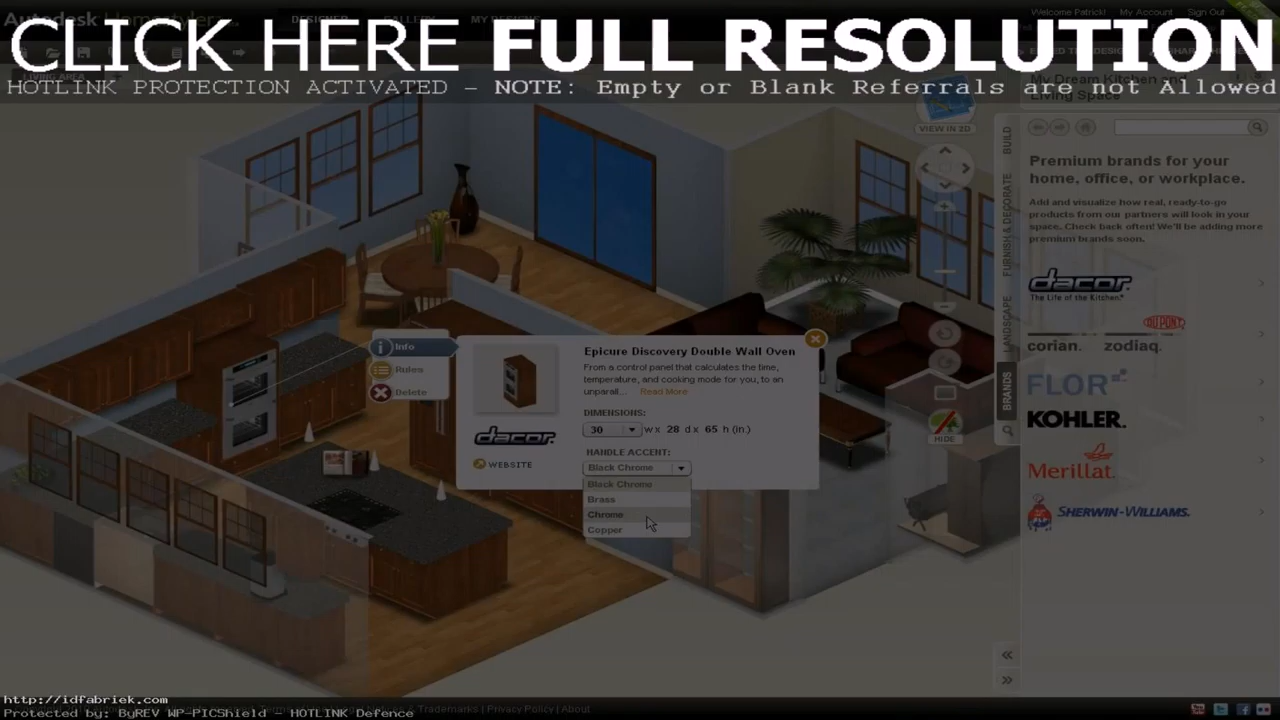 Autodesk Homestyler
DESIGNER GALLERY MY DESIGNS
Welcome Patrick! My Account Sign Out
CLICK HERE FULL RESOLUTION
HOTLINK PROTECTION ACTIVATED – NOTE: Empty or Blank Referrals are not Allowed
LIVING AREA
My Dream Kitchen and
Living Space
VIEW IN 2D
BUILD
FURNISH & DECORATE
LANDSCAPE
BRANDS
HIDE
Premium brands for your
home, office, or workplace.
Add and visualize how real, ready-to-go
products from our partners will look in your
space. Check back often! We'll be adding more
premium brands soon.
dacor.
The Life of the Kitchen.®
DUPONT
corian. zodiaq.
FLOR
KOHLER.
Merillat.
SHERWIN-WILLIAMS.
Info
Rules
Delete
Epicure Discovery Double Wall Oven
From a control panel that calculates the time,
temperature, and cooking mode for you, to an
unparall... Read More
DIMENSIONS:
30 w x 28 d x 65 h (in.)
dacor.
WEBSITE
HANDLE ACCENT:
Black Chrome
Black Chrome
Brass
Chrome
Copper
http://idfabriek.com
& Trademarks | Privacy Policy | About
Protected by: ByREV WP-PICShield – HOTLINK Defence